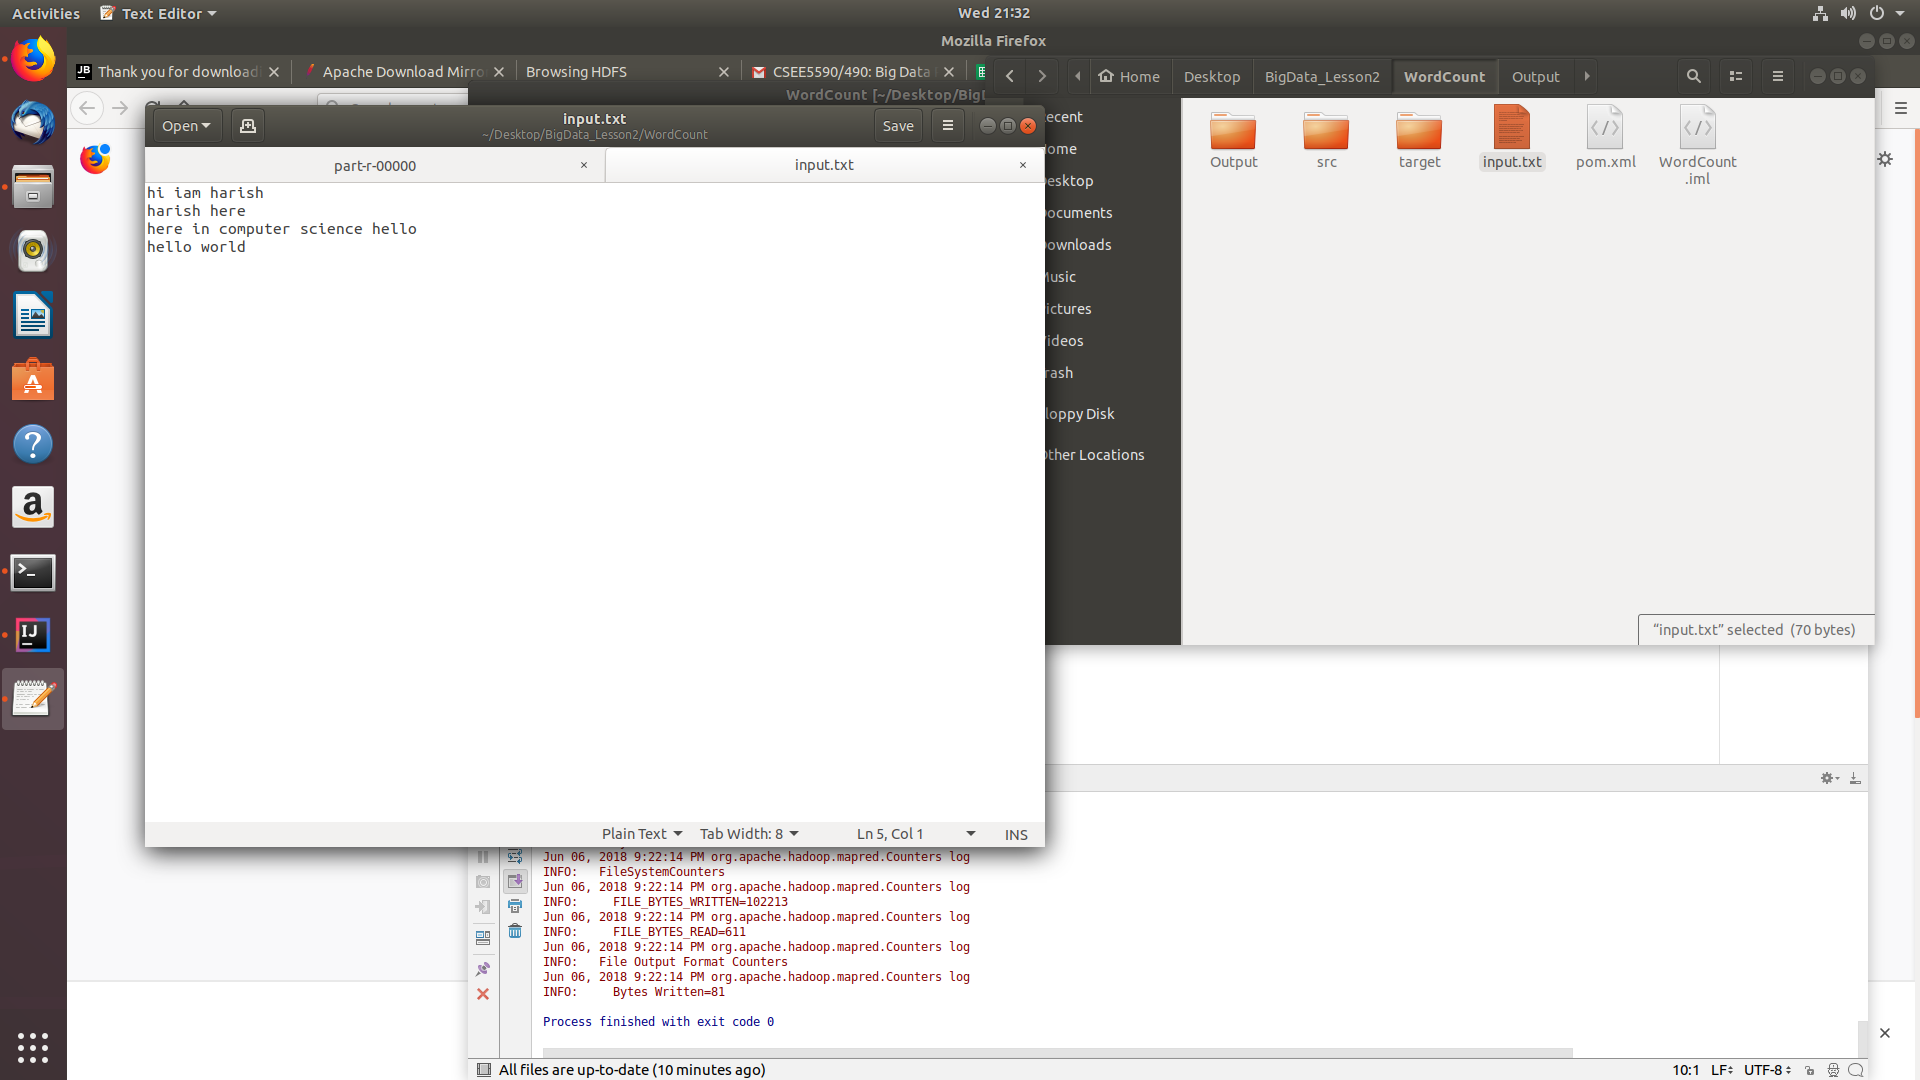 Activities
Text Editor
Wed 21:32
Mozilla Firefox
JB Thank you for download
Apache Download Mirro
Browsing HDFS
CSEE5590/490: Big Data
Home
Desktop
BigData_Lesson2
WordCount
Output
WordCount [~/Desktop/BigD
Open
input.txt
~/Desktop/BigData_Lesson2/WordCount
Save
part-r-00000
input.txt
hi iam harish
harish here
here in computer science hello
hello world
Plain Text
Tab Width: 8
Ln 5, Col 1
INS
ecent
ome
esktop
ocuments
ownloads
usic
ictures
ideos
rash
loppy Disk
ther Locations
Output
src
target
input.txt
pom.xml
WordCount
.iml
"input.txt" selected (70 bytes)
Jun 06, 2018 9:22:14 PM org.apache.hadoop.mapred.Counters log
INFO: FileSystemCounters
Jun 06, 2018 9:22:14 PM org.apache.hadoop.mapred.Counters log
INFO: FILE_BYTES_WRITTEN=102213
Jun 06, 2018 9:22:14 PM org.apache.hadoop.mapred.Counters log
INFO: FILE_BYTES_READ=611
Jun 06, 2018 9:22:14 PM org.apache.hadoop.mapred.Counters log
INFO: File Output Format Counters
Jun 06, 2018 9:22:14 PM org.apache.hadoop.mapred.Counters log
INFO: Bytes Written=81
Process finished with exit code 0
All files are up-to-date (10 minutes ago)
10:1
LF
UTF-8
IJ